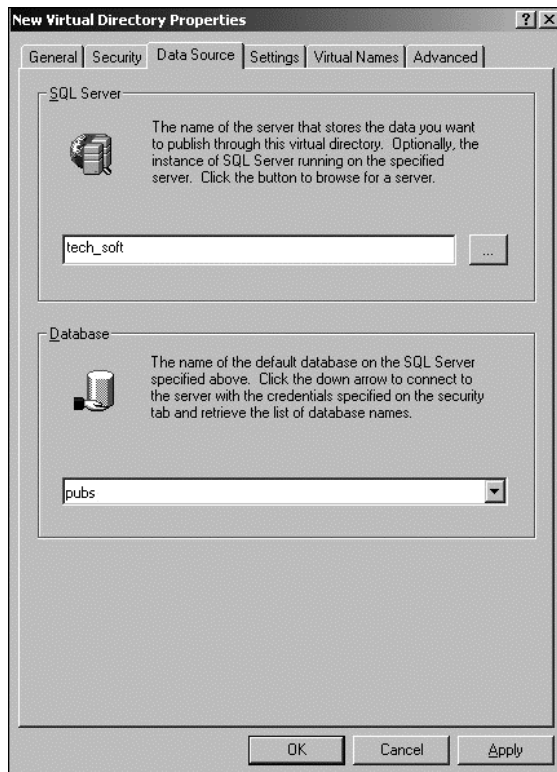 New Virtual Directory Properties
General Security Data Source Settings Virtual Names Advanced
SQL Server
The name of the server that stores the data you want
to publish through this virtual directory. Optionally, the
instance of SQL Server running on the specified
server. Click the button to browse for a server.
tech_soft ...
Database
The name of the default database on the SQL Server
specified above. Click the down arrow to connect to
the server with the credentials specified on the security
tab and retrieve the list of database names.
pubs
OK Cancel Apply